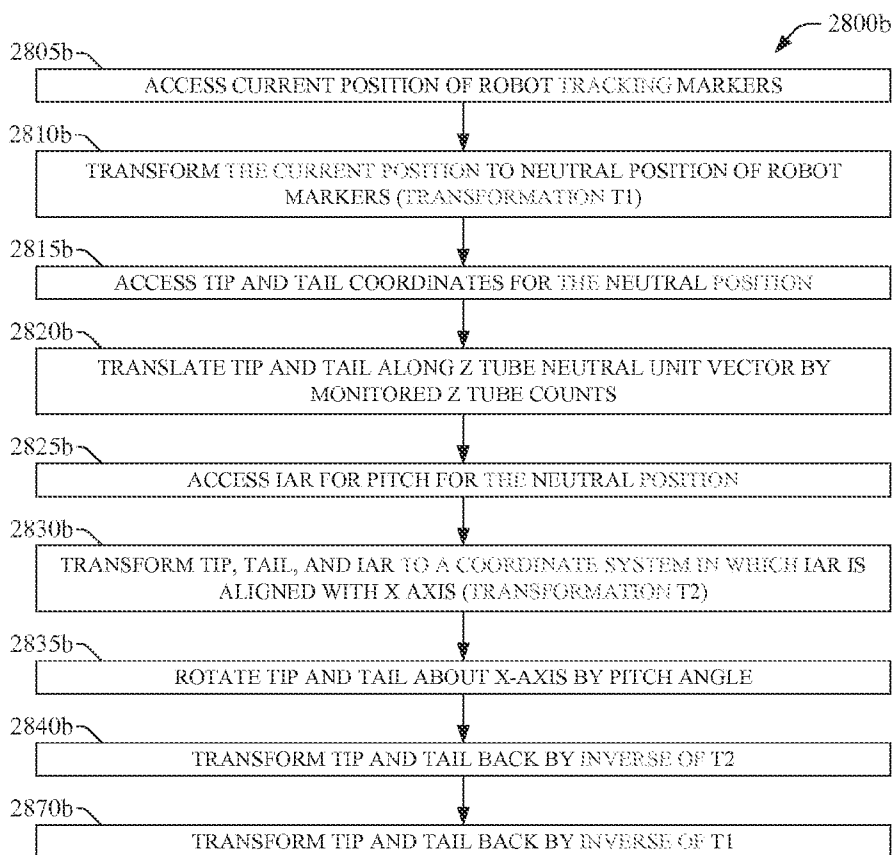 2800b
2805b
ACCESS CURRENT POSITION OF ROBOT TRACKING MARKERS
2810b
TRANSFORM THE CURRENT POSITION TO NEUTRAL POSITION OF ROBOT
MARKERS (TRANSFORMATION T1)
2815b
ACCESS TIP AND TAIL COORDINATES FOR THE NEUTRAL POSITION
2820b
TRANSLATE TIP AND TAIL ALONG Z TUBE NEUTRAL UNIT VECTOR BY
MONITORED Z TUBE COUNTS
2825b
ACCESS IAR FOR PITCH FOR THE NEUTRAL POSITION
2830b
TRANSFORM TIP, TAIL, AND IAR TO A COORDINATE SYSTEM IN WHICH IAR IS
ALIGNED WITH X AXIS (TRANSFORMATION T2)
2835b
ROTATE TIP AND TAIL ABOUT X-AXIS BY PITCH ANGLE
2840b
TRANSFORM TIP AND TAIL BACK BY INVERSE OF T2
2870b
TRANSFORM TIP AND TAIL BACK BY INVERSE OF T1